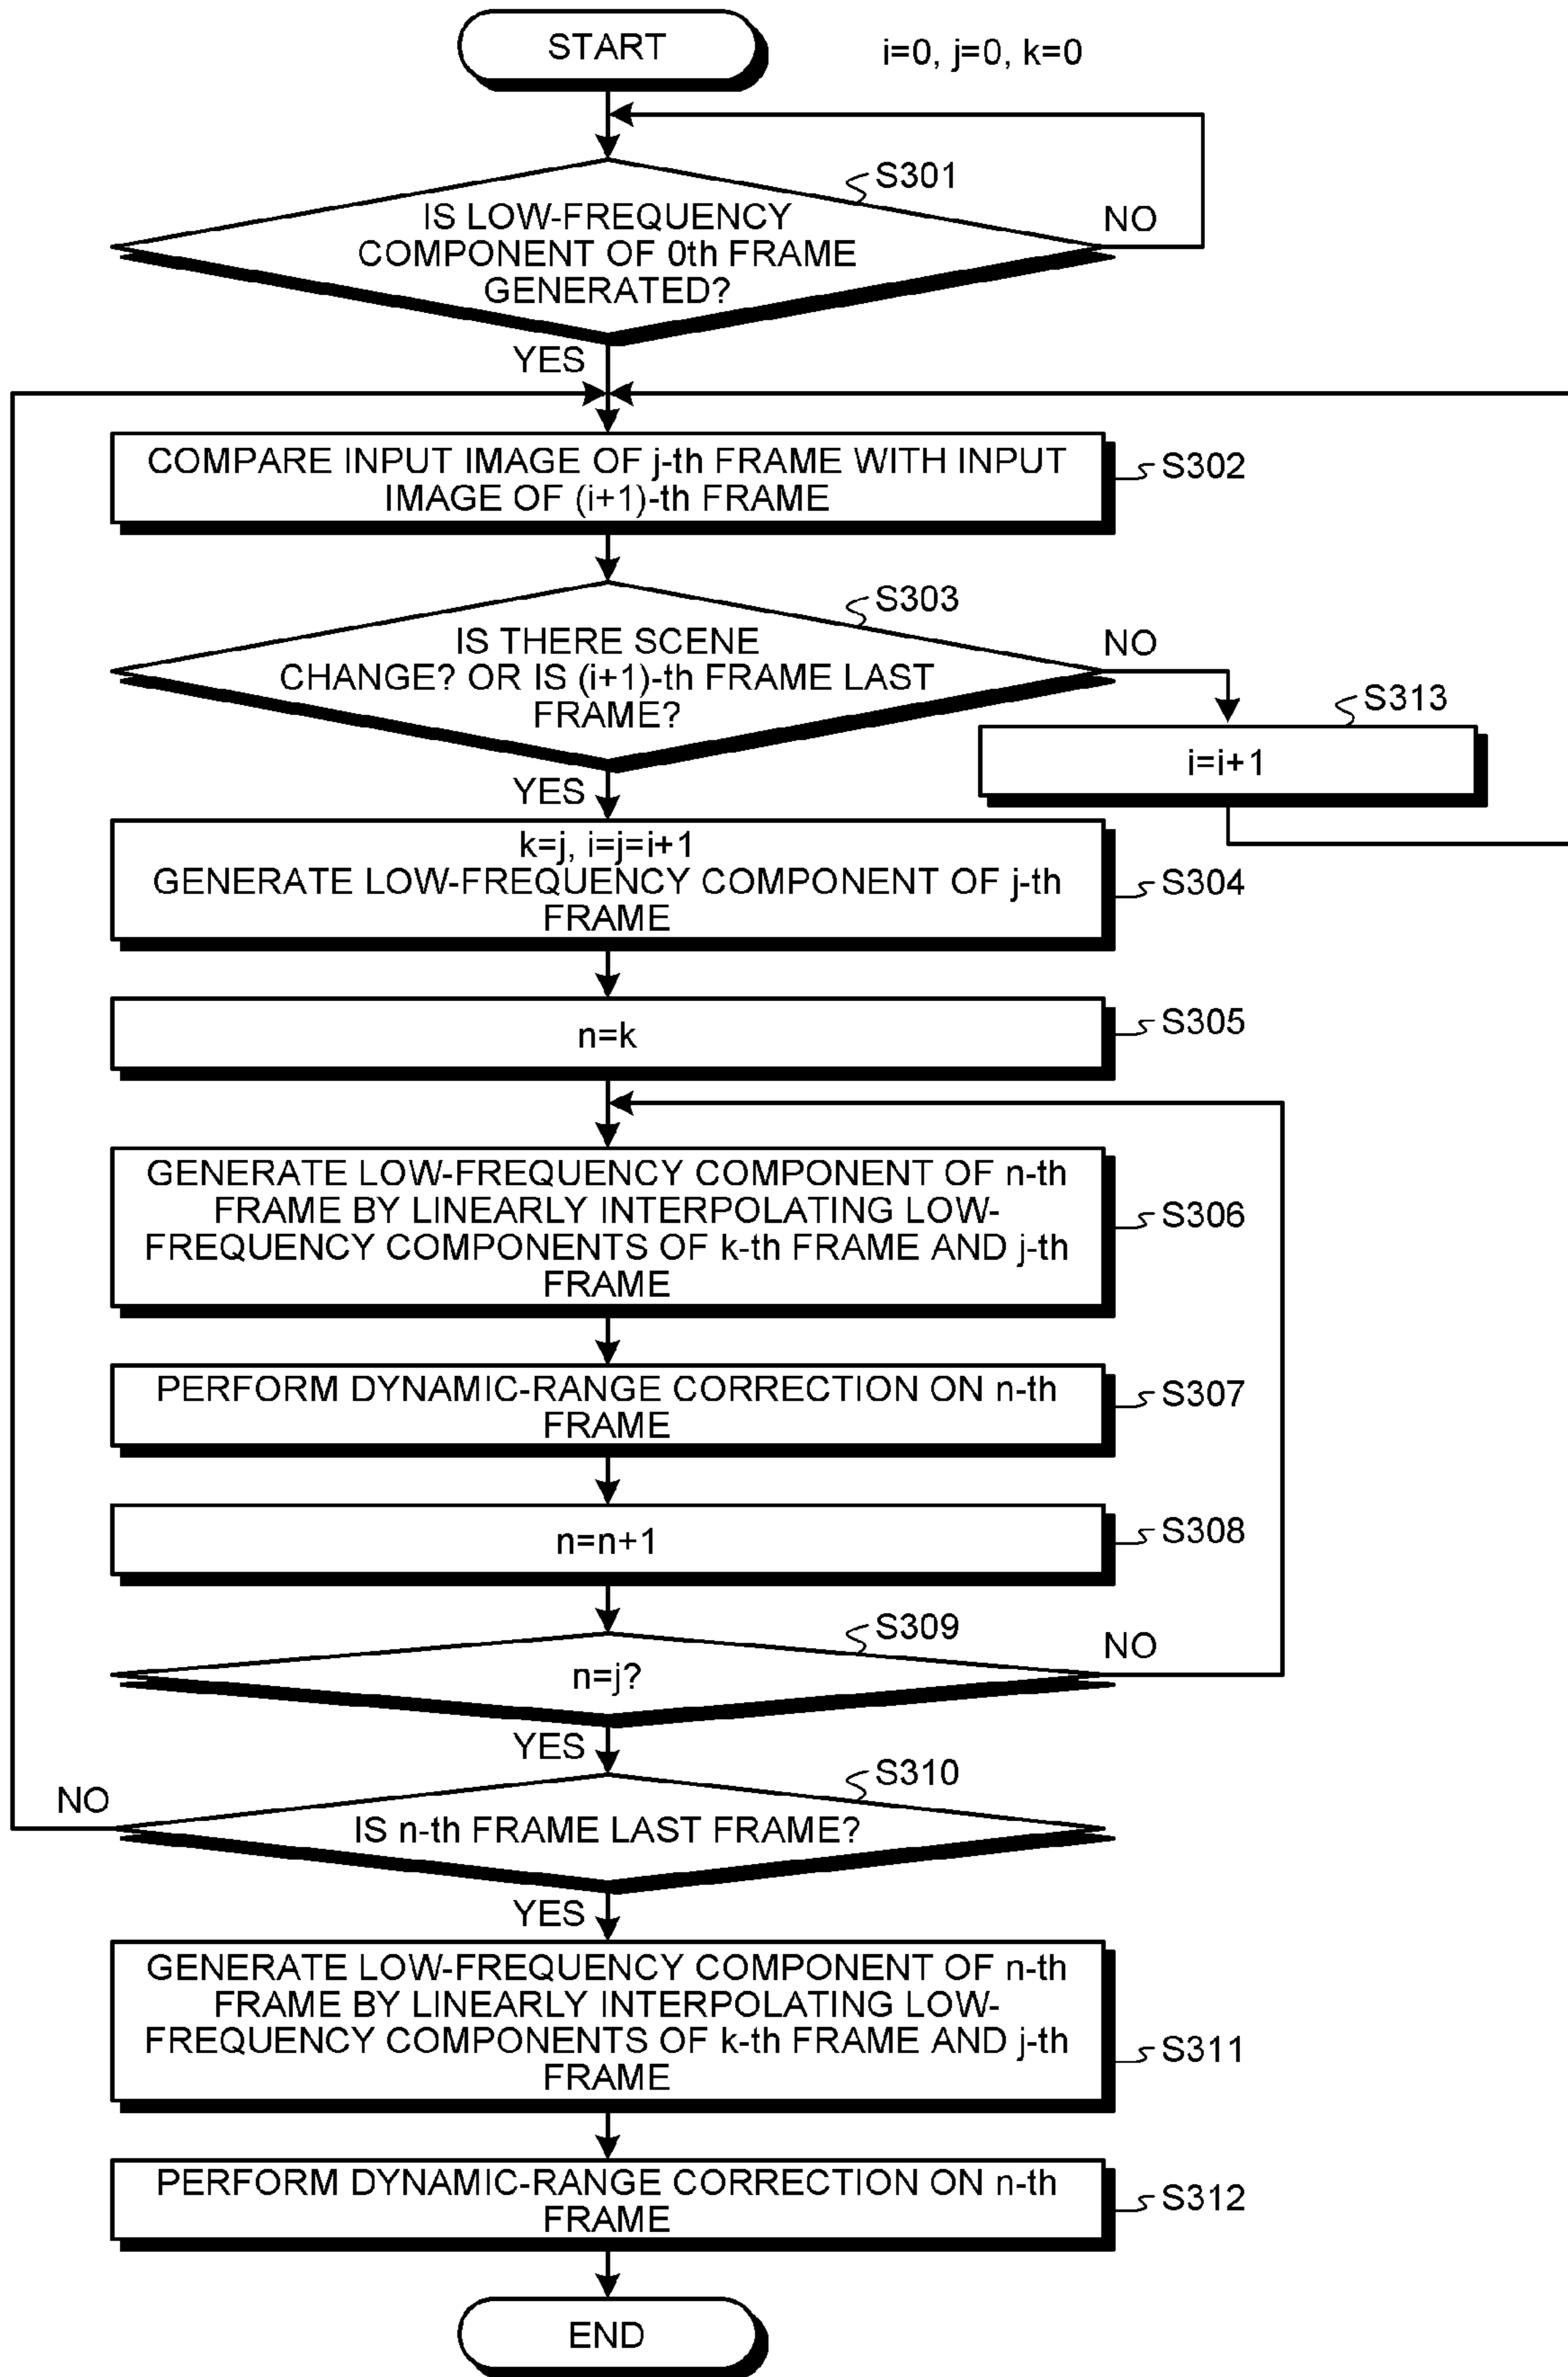 START
i=0, j=0, k=0
S301
IS LOW-FREQUENCY
COMPONENT OF 0th FRAME
GENERATED?
NO
YES
COMPARE INPUT IMAGE OF j-th FRAME WITH INPUT
IMAGE OF (i+1)-th FRAME
S302
S303
IS THERE SCENE
CHANGE? OR IS (i+1)-th FRAME LAST
FRAME?
NO
S313
i=i+1
YES
k=j, i=j=i+1
GENERATE LOW-FREQUENCY COMPONENT OF j-th
FRAME
S304
n=k
S305
GENERATE LOW-FREQUENCY COMPONENT OF n-th
FRAME BY LINEARLY INTERPOLATING LOW-
FREQUENCY COMPONENTS OF k-th FRAME AND j-th
FRAME
S306
PERFORM DYNAMIC-RANGE CORRECTION ON n-th
FRAME
S307
n=n+1
S308
S309
n=j?
NO
YES
S310
NO
IS n-th FRAME LAST FRAME?
YES
GENERATE LOW-FREQUENCY COMPONENT OF n-th
FRAME BY LINEARLY INTERPOLATING LOW-
FREQUENCY COMPONENTS OF k-th FRAME AND j-th
FRAME
S311
PERFORM DYNAMIC-RANGE CORRECTION ON n-th
FRAME
S312
END